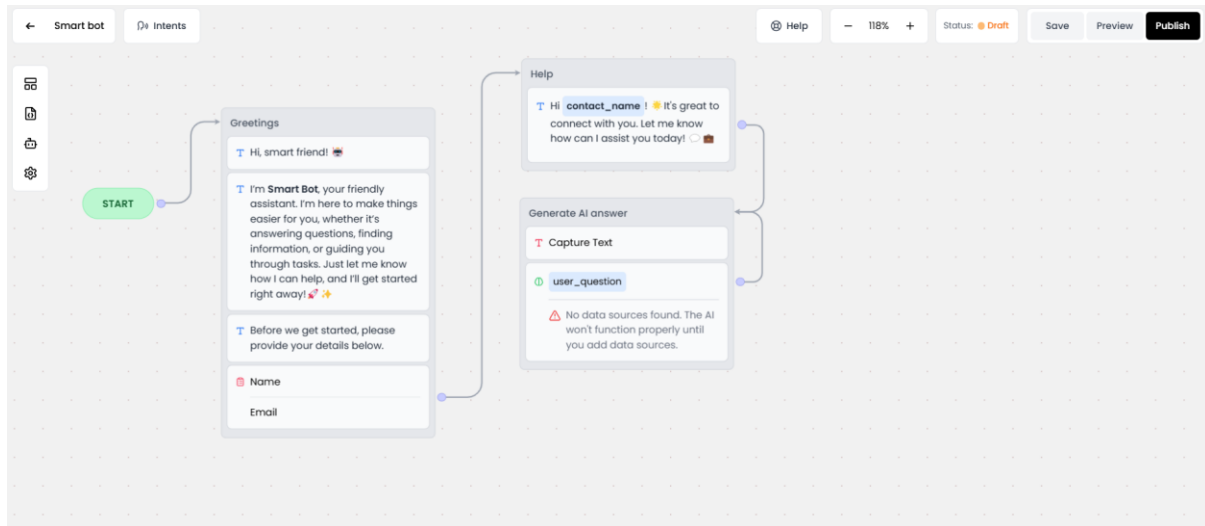 Smart bot
Intents
Help
118%
Status: Draft
Save
Preview
Publish
START
Greetings
Hi, smart friend!
I'm Smart Bot, your friendly
assistant. I'm here to make things
easier for you, whether it's
answering questions, finding
information, or guiding you
through tasks. Just let me know
how I can help, and I'll get started
right away! 🚀 ✨
Before we get started, please
provide your details below.
Name
Email
Help
Hi contact_name ! ☀️ It's great to
connect with you. Let me know
how can I assist you today! 💬 💼
Generate AI answer
Capture Text
user_question
No data sources found. The AI
won't function properly until
you add data sources.